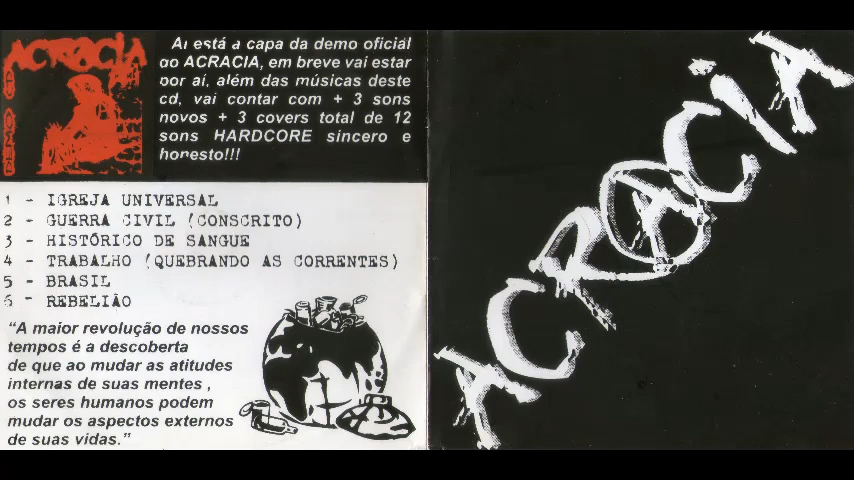 ACRACIA
DEMO CD
Aí está a capa da demo oficial
do ACRACIA, em breve vai estar
por aí, além das músicas deste
cd, vai contar com + 3 sons
novos + 3 covers total de 12
sons HARDCORE sincero e
honesto!!!
1 - IGREJA UNIVERSAL
2 - GUERRA CIVIL (CONSCRITO)
3 - HISTÓRICO DE SANGUE
4 - TRABALHO (QUEBRANDO AS CORRENTES)
5 - BRASIL
6 - REBELIÃO
"A maior revolução de nossos
tempos é a descoberta
de que ao mudar as atitudes
internas de suas mentes ,
os seres humanos podem
mudar os aspectos externos
de suas vidas."
ACRACIA